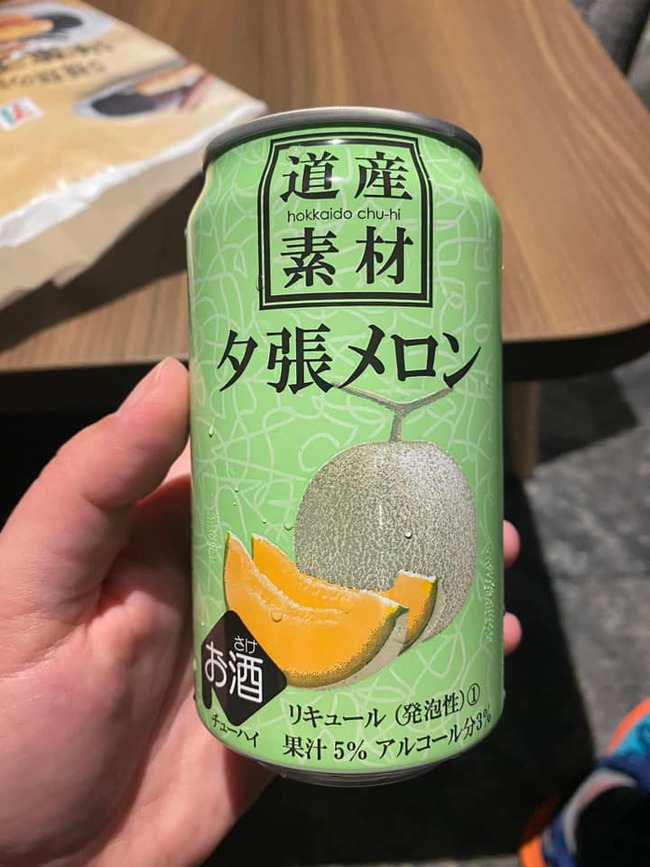 道産
hokkaido chu-hi
素材
夕張メロン
さけ
お酒
チューハイ
リキュール(発泡性)①
果汁5% アルコール分3%